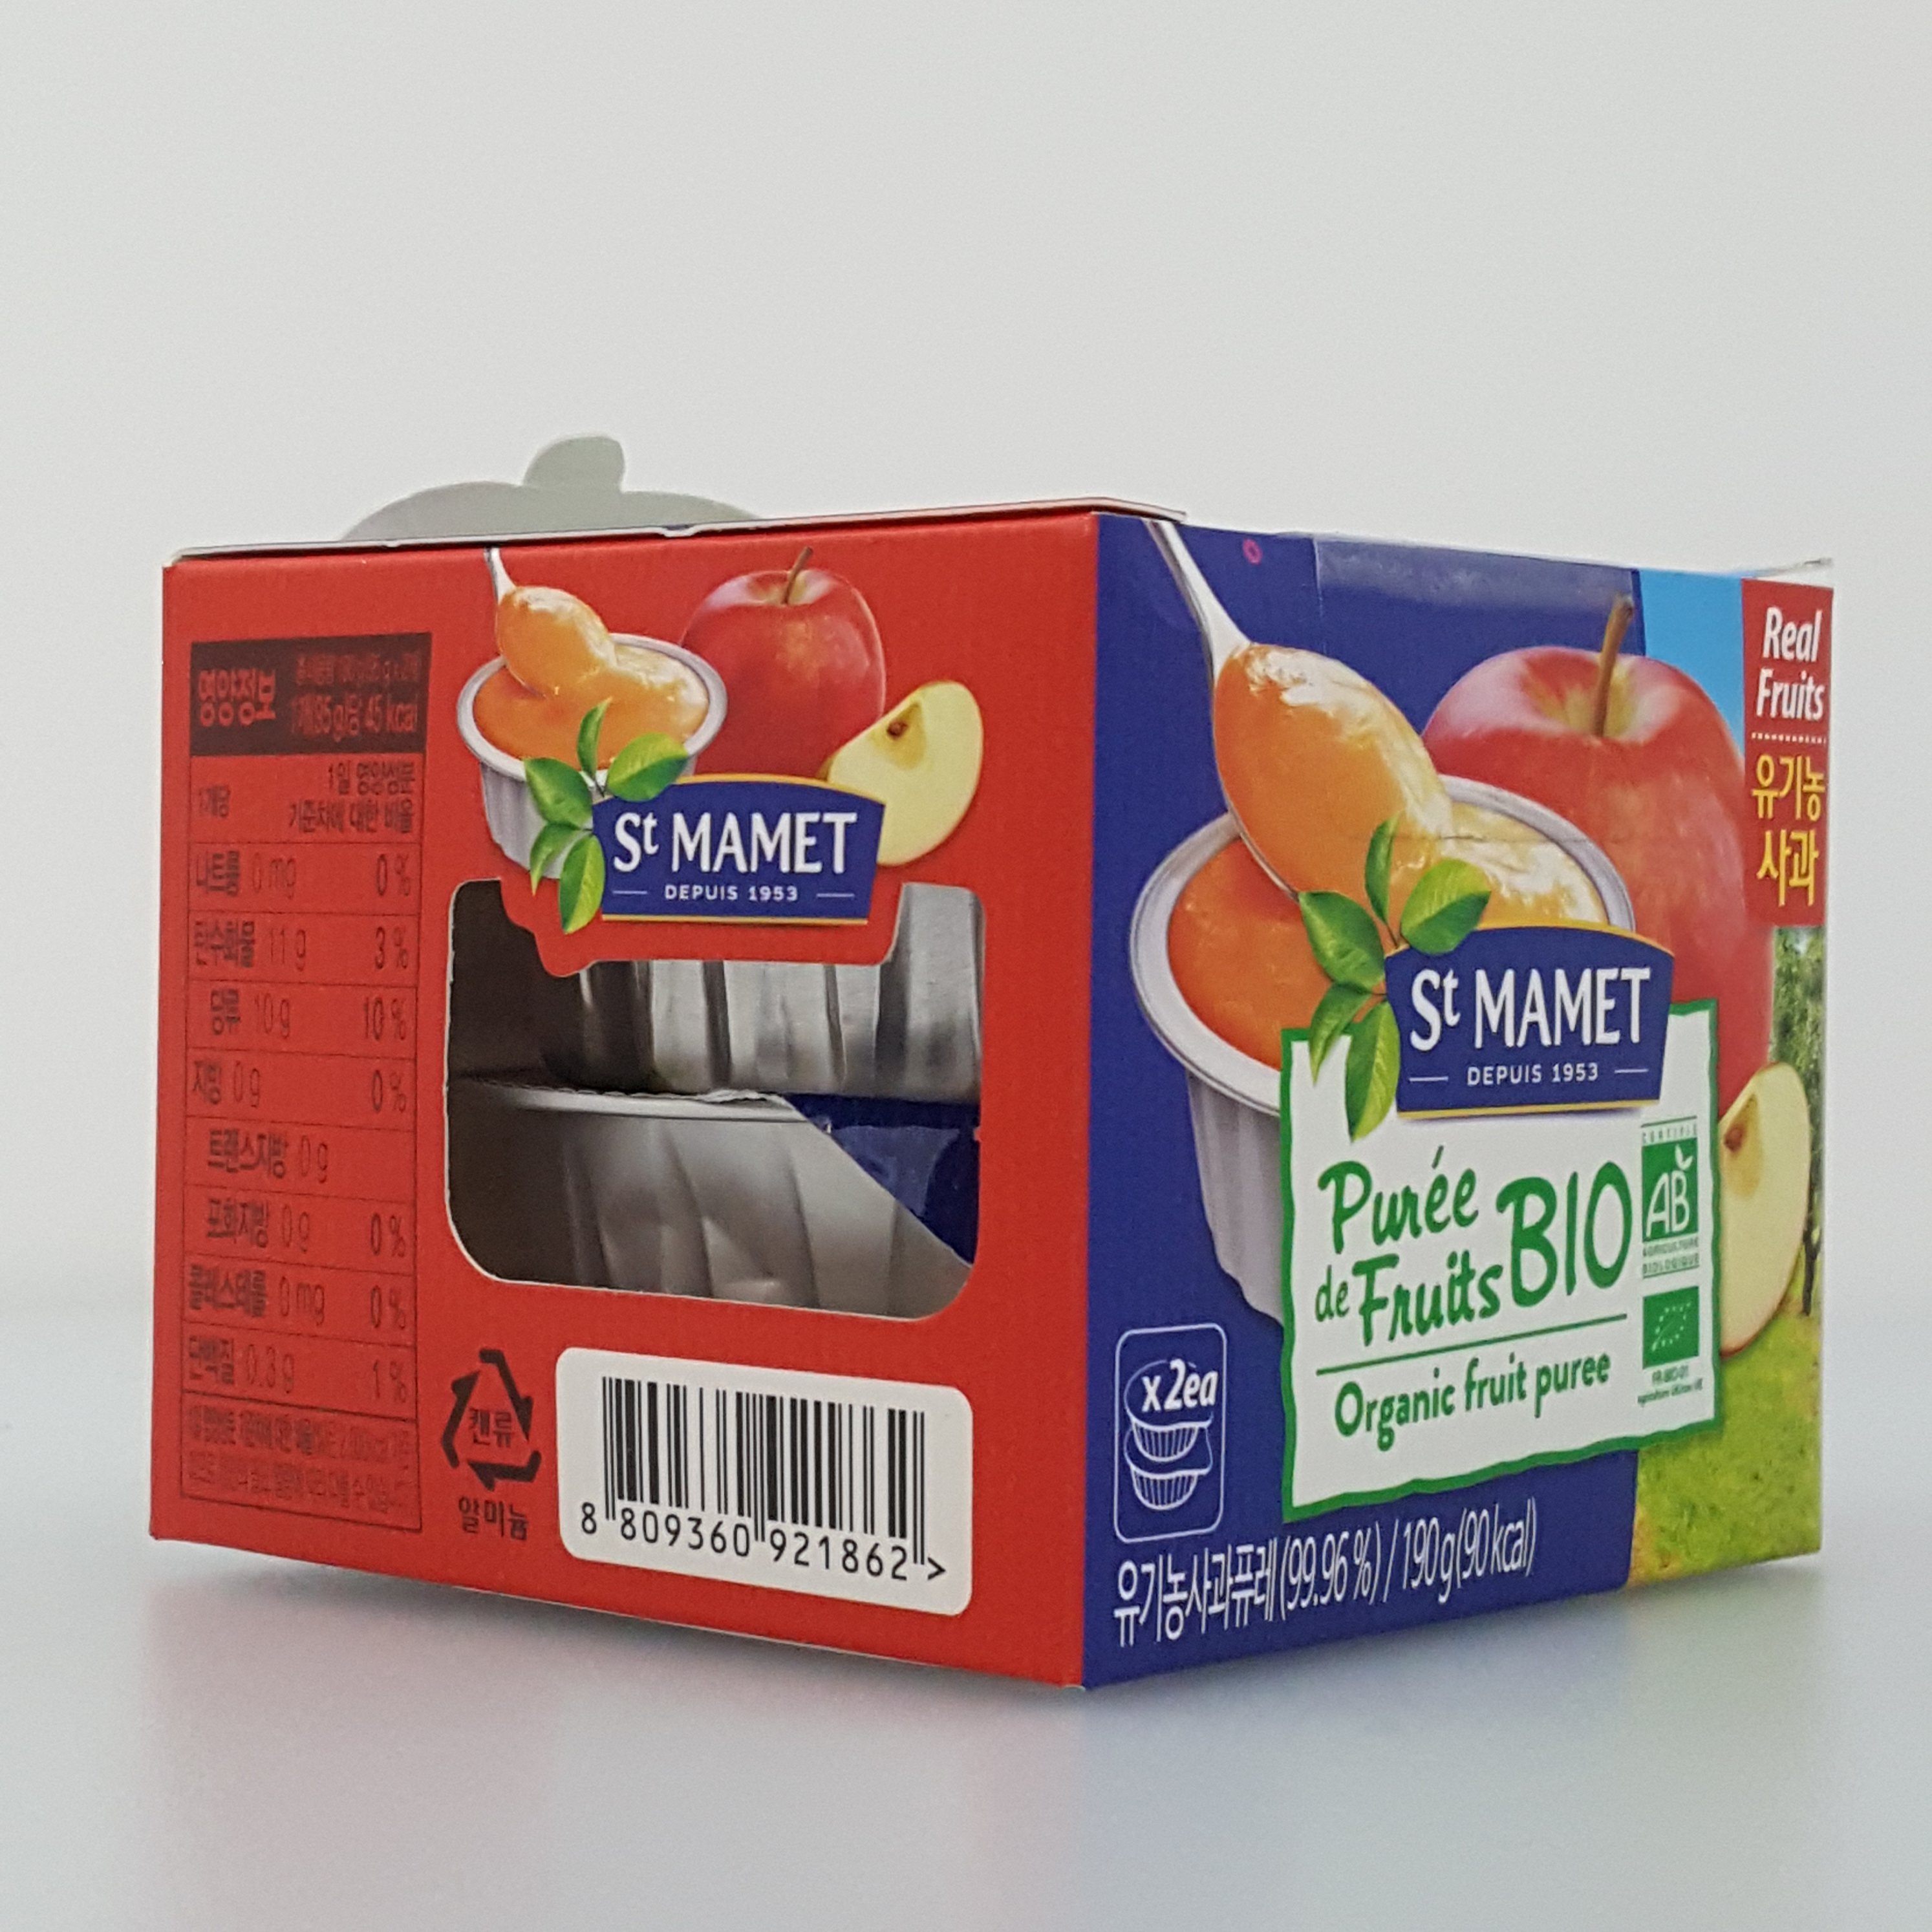 영양정보
1개(95 g)당 45 kcal
1개당
1일 영양성분
기준치에 대한 비율
나트륨 0 mg 0 %
탄수화물 11 g 3 %
당류 10 g 10 %
지방 0 g 0 %
트랜스지방 0 g
포화지방 0 g 0 %
콜레스테롤 0 mg 0 %
단백질 0.3 g 1 %
St MAMET
DEPUIS 1953
캔류
알미늄
8 809360 921862 >
Real
Fruits
유기농
사과
St MAMET
DEPUIS 1953
Purée
de Fruits BIO
Organic fruit puree
CERTIFIÉ
AB
AGRICULTURE
BIOLOGIQUE
x2ea
유기농사과퓨레 (99.96 %) / 190 g (90 kcal)